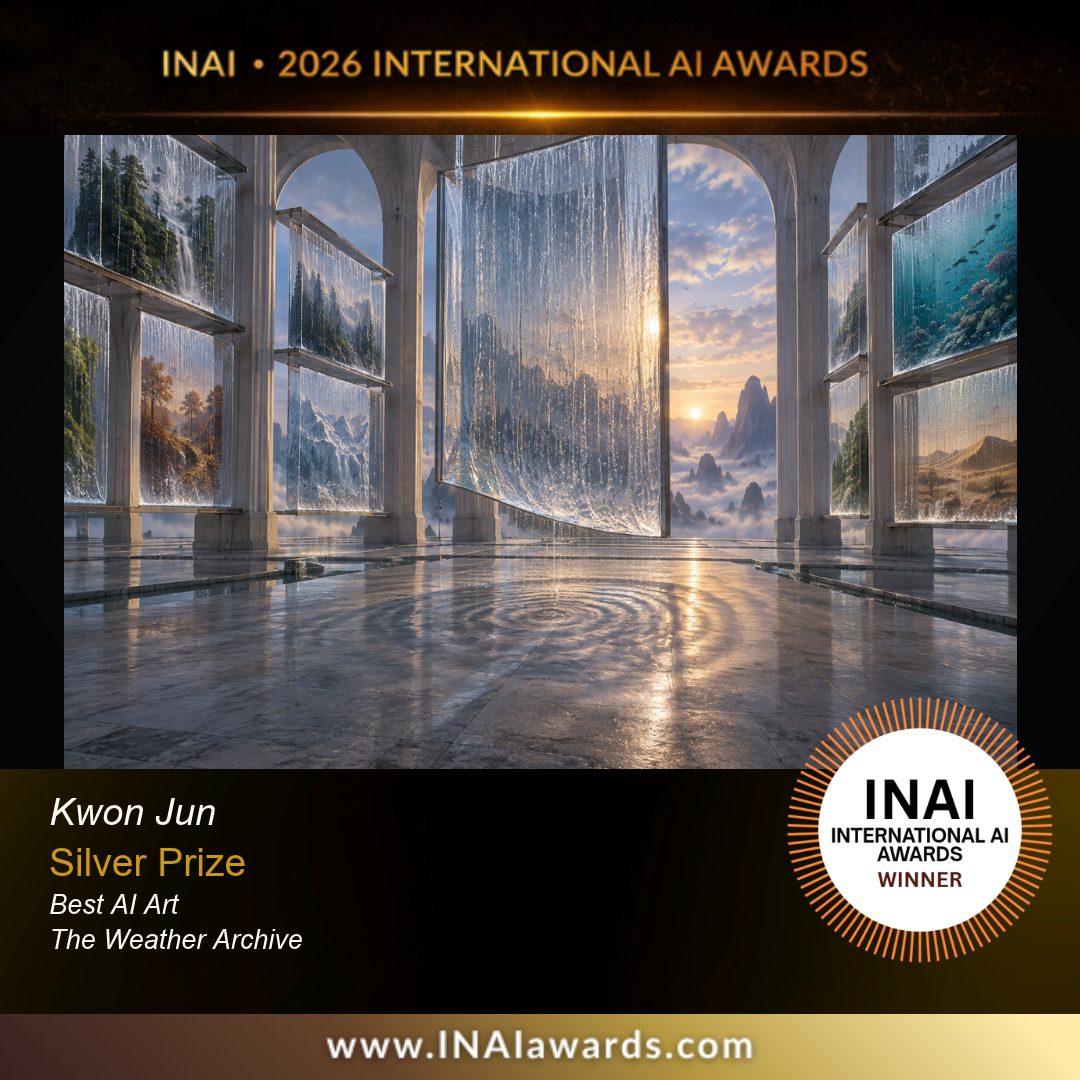 INAI • 2026 INTERNATIONAL AI AWARDS
Kwon Jun
Silver Prize
Best AI Art
The Weather Archive
INAI
INTERNATIONAL AI
AWARDS
WINNER
www.INAIawards.com